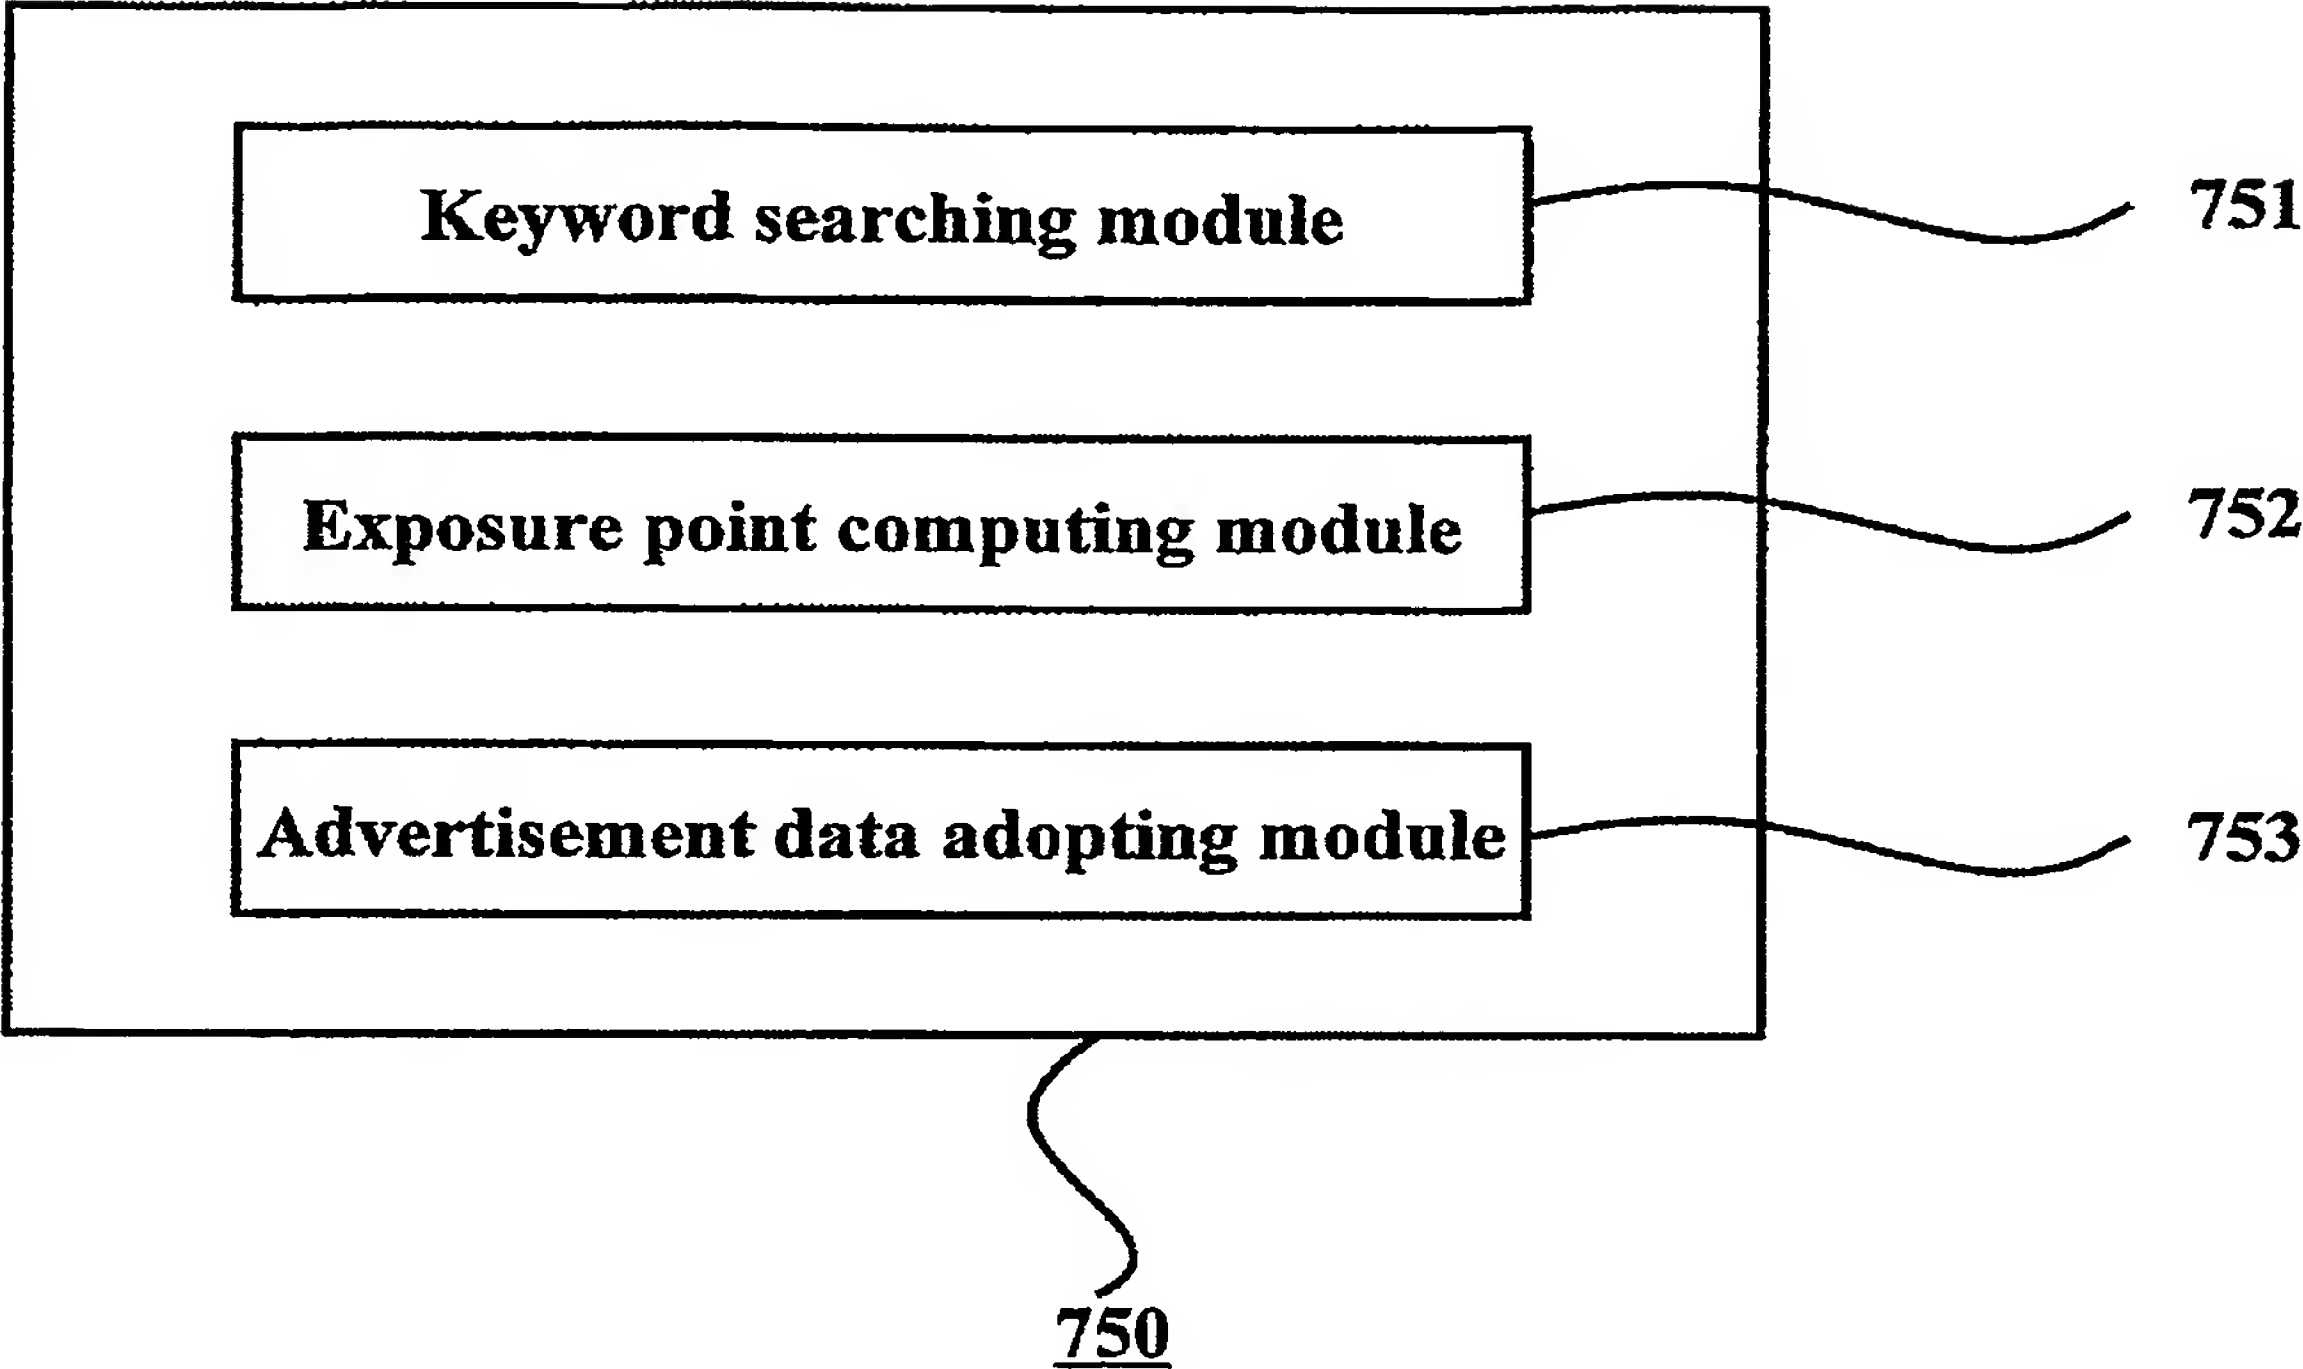 Keyword searching module
751
Exposure point computing module
752
Advertisement data adopting module
753
750